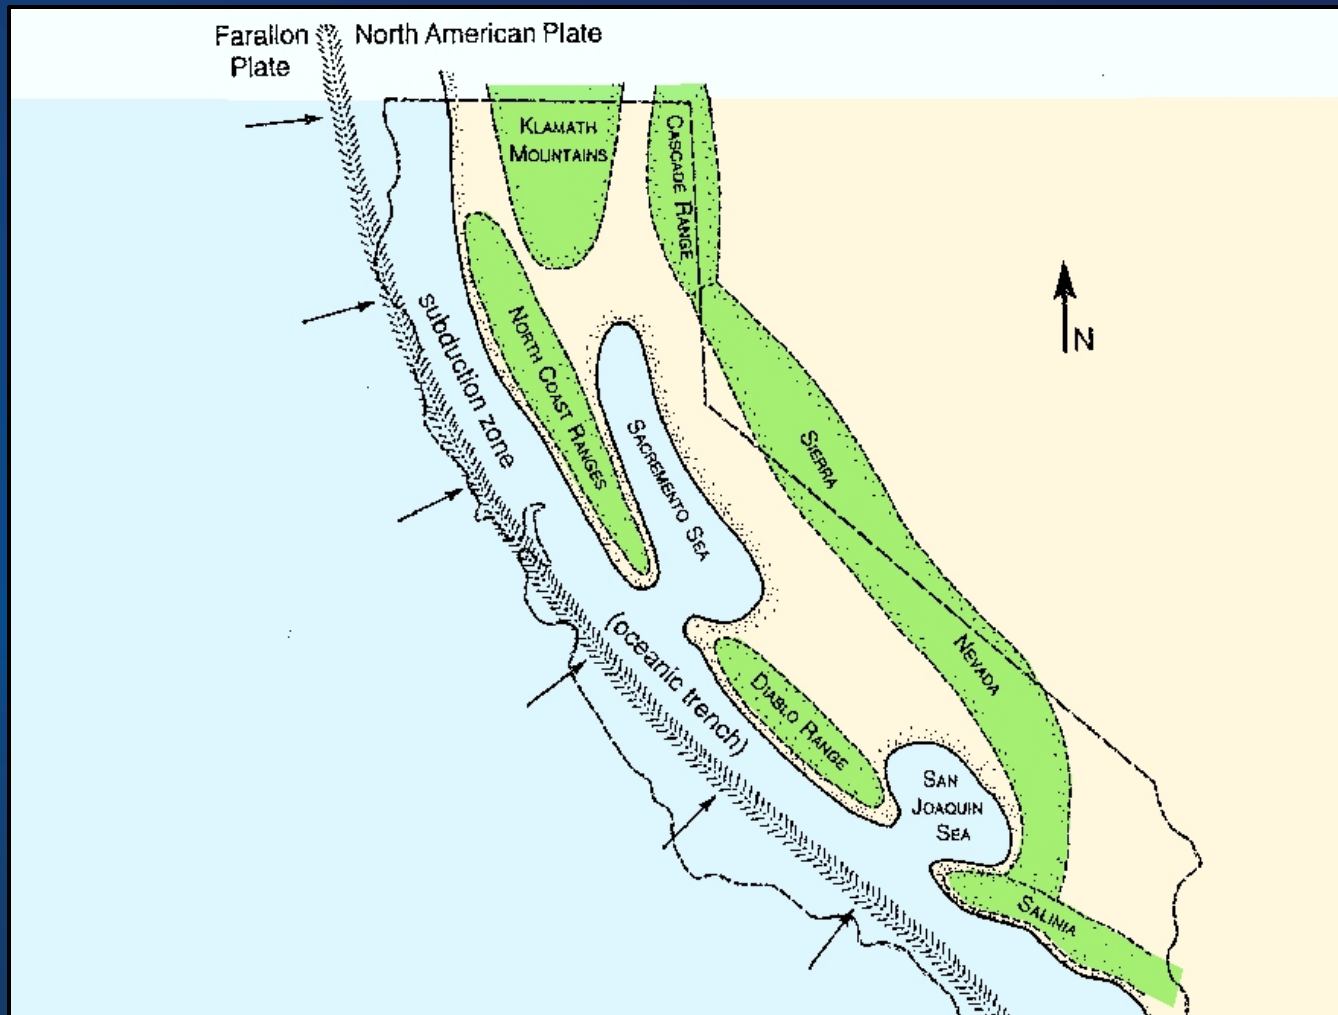 Farallon
Plate
North American Plate
KLAMATH
MOUNTAINS
CASCADE RANGE
subduction zone
NORTH COAST RANGES
SACREMENTO SEA
N
SIERRA
NEVADA
(oceanic trench)
DIABLO RANGE
SAN
JOAQUIN
SEA
SALINIA